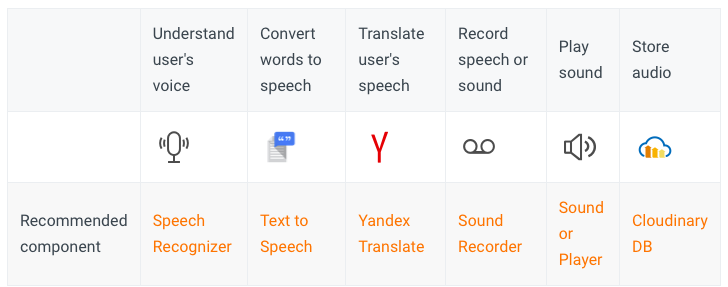 Understand user's voice
Convert words to speech
Translate user's speech
Record speech or sound
Play sound
Store audio
Recommended component
Speech Recognizer
Text to Speech
Yandex Translate
Sound Recorder
Sound or Player
Cloudinary DB